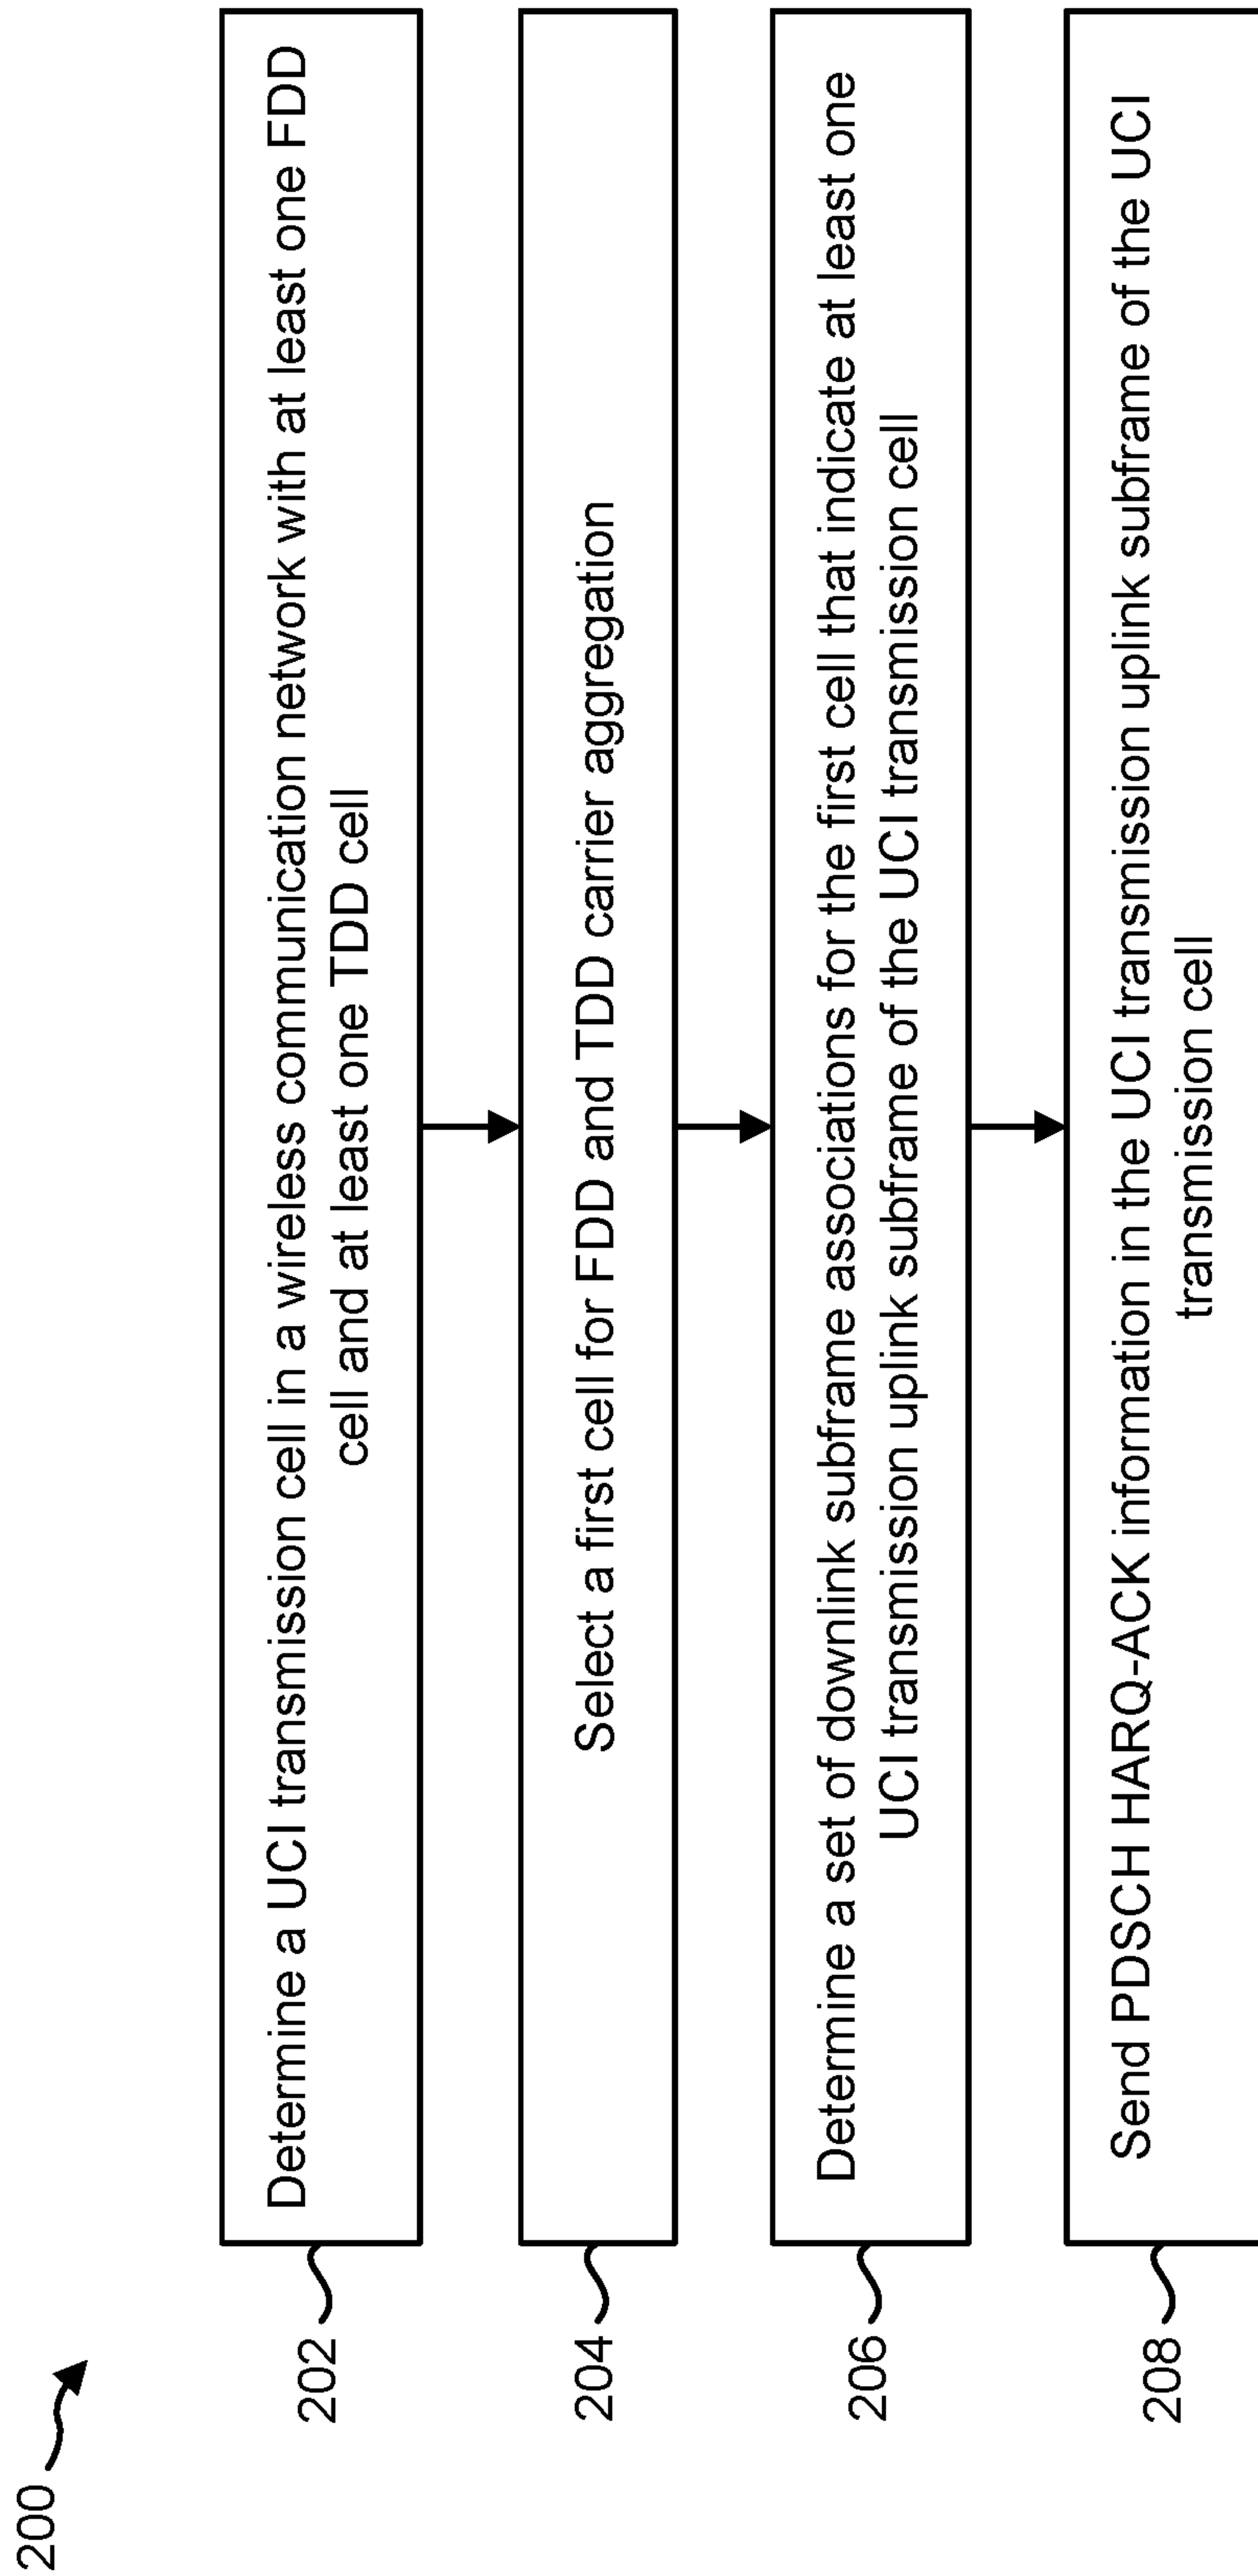 200
202
Determine a UCI transmission cell in a wireless communication network with at least one FDD
cell and at least one TDD cell
204
Select a first cell for FDD and TDD carrier aggregation
206
Determine a set of downlink subframe associations for the first cell that indicate at least one
UCI transmission uplink subframe of the UCI transmission cell
208
Send PDSCH HARQ-ACK information in the UCI transmission uplink subframe of the UCI
transmission cell